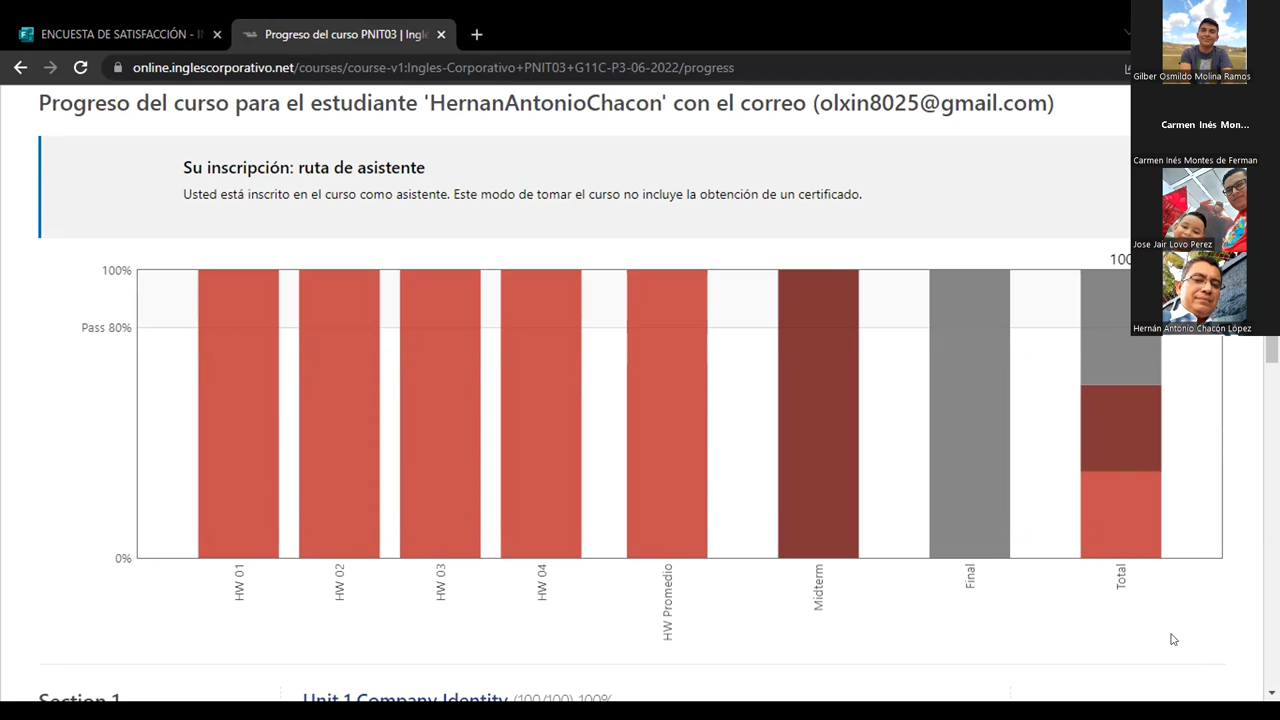 ENCUESTA DE SATISFACCIÓN - I
Progreso del curso PNIT03 | Ingl
online.inglescorporativo.net/courses/course-v1:Ingles-Corporativo+PNIT03+G11C-P3-06-2022/progress
Progreso del curso para el estudiante 'HernanAntonioChacon' con el correo (olxin8025@gmail.com)
Su inscripción: ruta de asistente
Usted está inscrito en el curso como asistente. Este modo de tomar el curso no incluye la obtención de un certificado.
100%
Pass 80%
0%
100
HW 01
HW 02
HW 03
HW 04
HW Promedio
Midterm
Final
Total
Section 1
Unit 1 Company Identity (100/100) 100%
Gilber Osmildo Molina Ramos
Carmen Inés Mon...
Carmen Inés Montes de Ferman
Jose Jair Lovo Perez
Hernán Antonio Chacón López